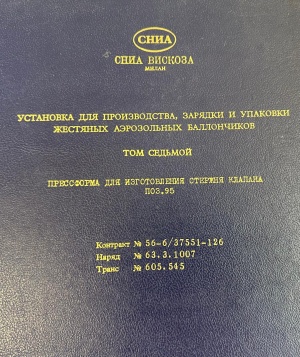 СНИА
СНИА ВИСКОЗА
МИЛАН
УСТАНОВКА ДЛЯ ПРОИЗВОДСТВА, ЗАРЯДКИ И УПАКОВКИ
ЖЕСТЯНЫХ АЭРОЗОЛЬНЫХ БАЛЛОНЧИКОВ
ТОМ СЕДЬМОЙ
ПРЕССФОРМА ДЛЯ ИЗГОТОВЛЕНИЯ СТЕРЖНЯ КЛАПАНА
ПОЗ.95
Контракт № 56-6/37551-126
Наряд № 63.3.1007
Транс № 605.545